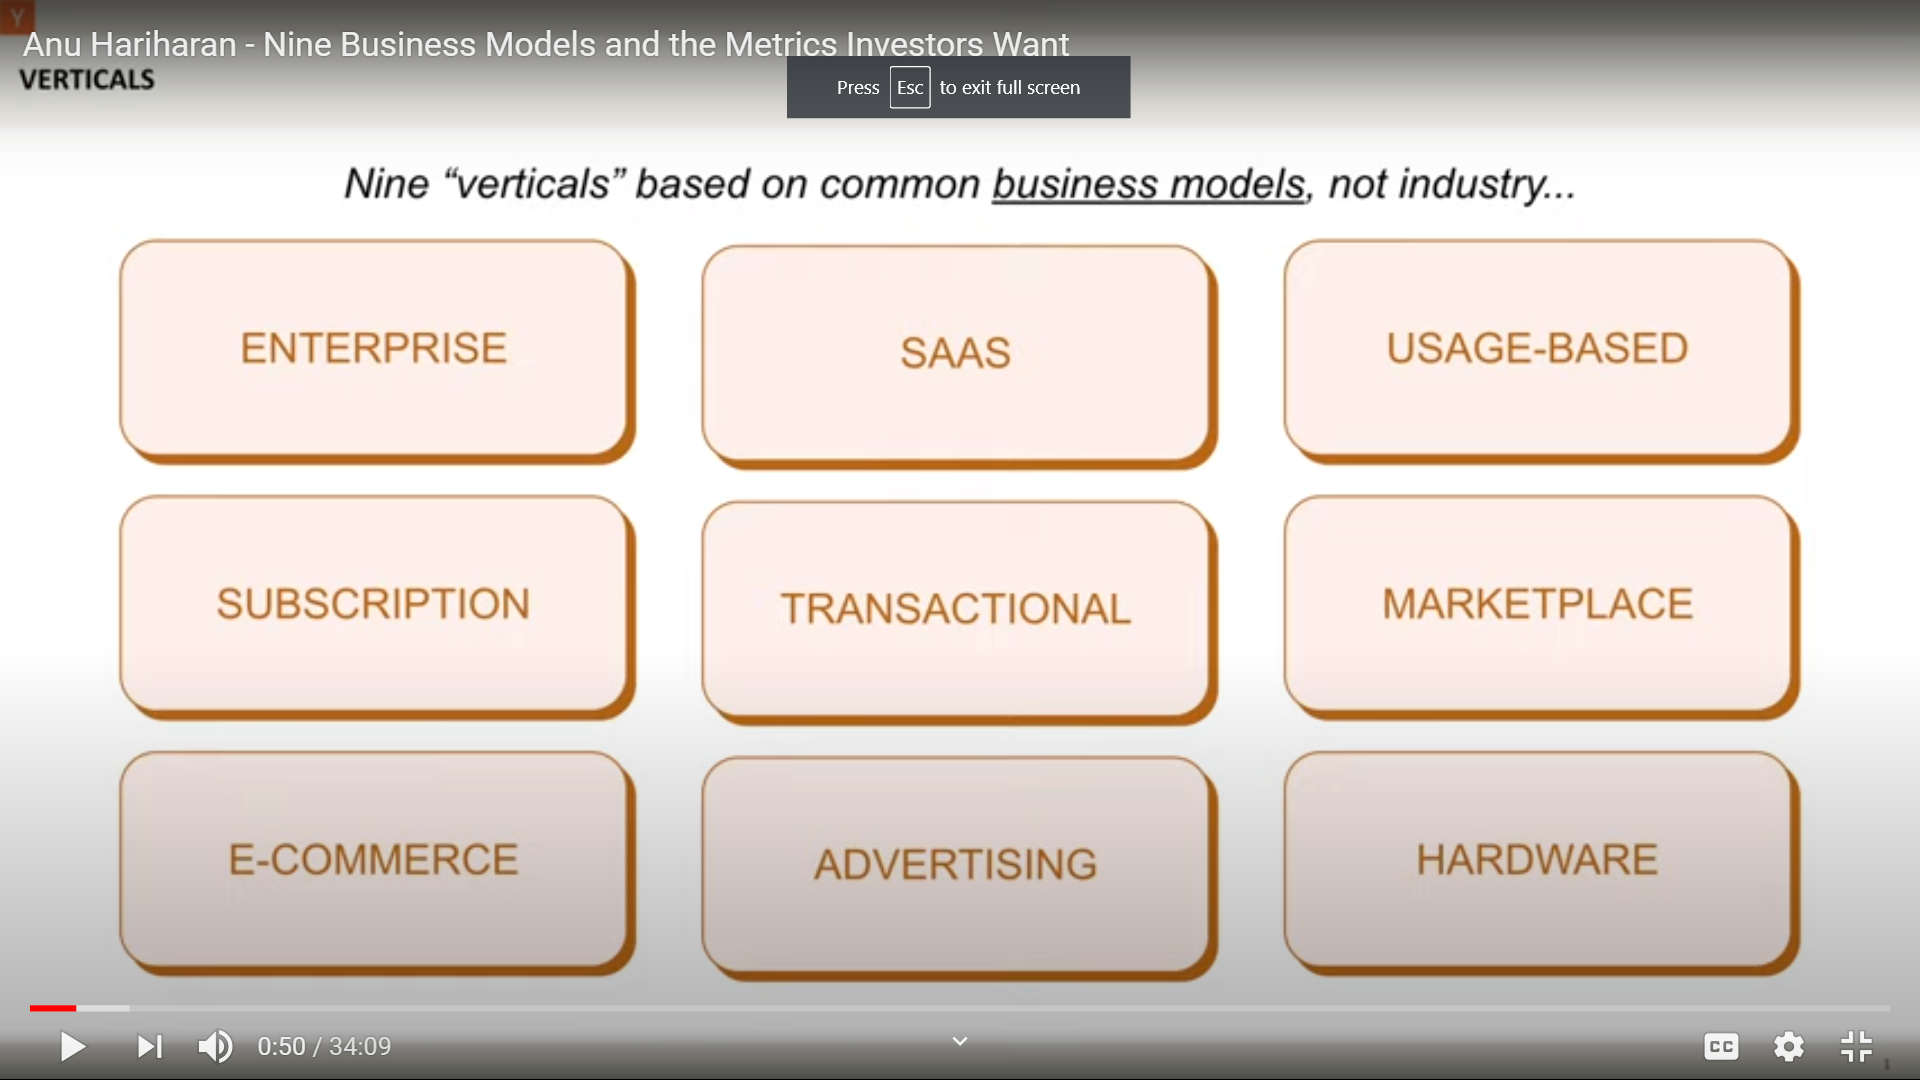 Y
Anu Hariharan - Nine Business Models and the Metrics Investors Want
VERTICALS
Press Esc to exit full screen
Nine “verticals” based on common business models, not industry...
ENTERPRISE
SAAS
USAGE-BASED
SUBSCRIPTION
TRANSACTIONAL
MARKETPLACE
E-COMMERCE
ADVERTISING
HARDWARE
0:50 / 34:09
CC
1